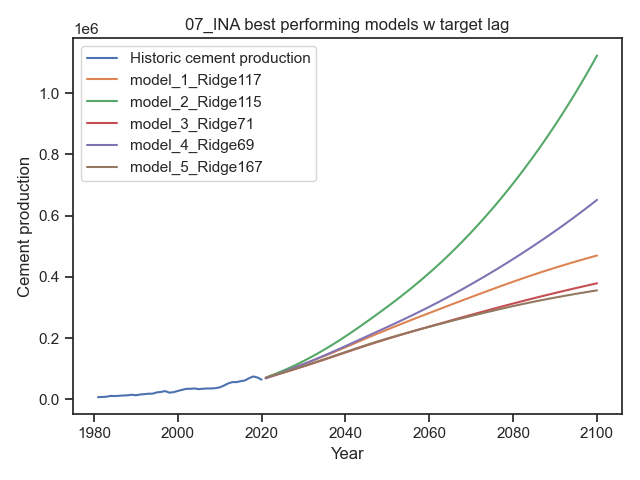 07_INA best performing models w target lag
1e6
Historic cement production
model_1_Ridge117
model_2_Ridge115
model_3_Ridge71
model_4_Ridge69
model_5_Ridge167
1.0
0.8
0.6
0.4
0.2
0.0
Cement production
1980 2000 2020 2040 2060 2080 2100
Year